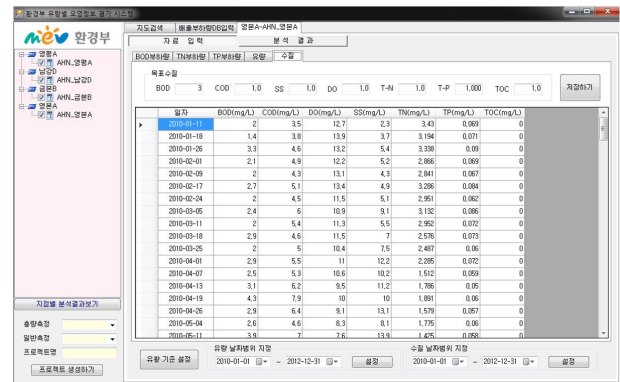 환경부 유량별 오염정보 평가 시스템
mev 환경부
영평A
AHN_영평A
남강D
AHN_남강D
금본B
AHN_금본B
영본A
AHN_영본A
지점별 분석결과보기
총량측정
일반측정
프로젝트명
프로젝트 생성하기
지도검색 배출부하량DB입력 영본A-AHN_영본A
자 료 입 력 분 석 결 과
BOD부하량 TN부하량 TP부하량 유량 수질
목표수질
BOD 3 COD 1,0 SS 1,0 DO 1,0 T-N 1,0 T-P 1,000 TOC 1,0 저장하기
일자 BOD(mg/L) COD(mg/L) DO(mg/L) SS(mg/L) TN(mg/L) TP(mg/L) TOC(mg/L)
2010-01-11 2 3,5 12,7 2,3 3,43 0,069 0
2010-01-18 1,4 3,8 13,9 3,7 3,194 0,071 0
2010-01-26 3,3 4,6 13,2 5,4 3,338 0,09 0
2010-02-01 2,1 4,9 12,2 5,2 2,866 0,069 0
2010-02-09 2 4,3 13,1 4,3 2,841 0,067 0
2010-02-17 2,7 5,1 13,4 4,9 3,286 0,084 0
2010-02-24 2 4,5 11,5 5,1 2,951 0,062 0
2010-03-05 2,4 6 10,9 9,1 3,132 0,086 0
2010-03-11 2 5,4 11,3 5,5 2,952 0,072 0
2010-03-18 2,9 4,6 11,5 7 2,576 0,073 0
2010-03-25 2 5 10,4 7,5 2,487 0,06 0
2010-04-01 2,9 5,5 11 12,2 2,285 0,072 0
2010-04-07 2,5 5,3 10,6 10,2 1,512 0,059 0
2010-04-13 3,1 6,2 9,5 11,2 1,786 0,05 0
2010-04-19 4,3 7,9 10 10 1,891 0,06 0
2010-04-26 2,9 6,4 9,1 13,1 1,579 0,057 0
2010-05-04 2,6 4,6 8,3 8,1 1,775 0,06 0
2010-05-11 3,9 7 7,6 13,9 1,425 0,058 0
유황 기준 설정
유량 날짜범위 지정
2010-01-01 ~ 2012-12-31 설정
수질 날짜범위 지정
2010-01-01 ~ 2012-12-31 설정